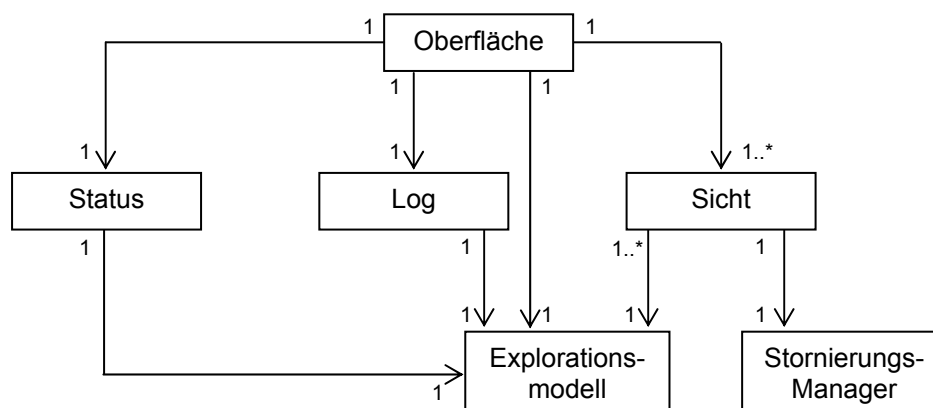 1 Oberfläche 1
1 1
1 1 1..*
Status Log Sicht
1 1 1..* 1
1 1 1 1
Explorations-
modell
Stornierungs-
Manager
1